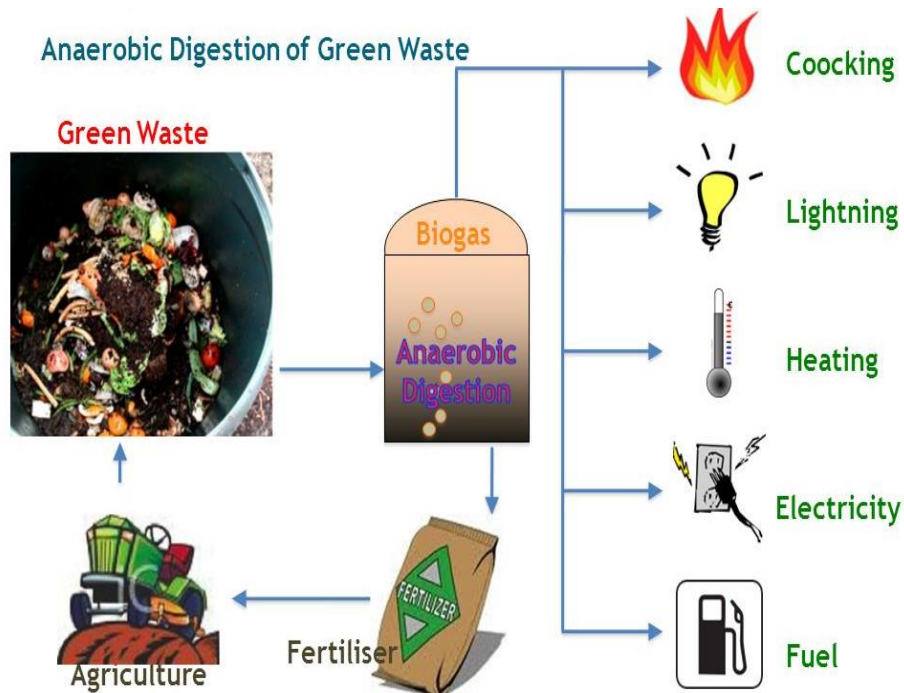 Anaerobic Digestion of Green Waste
Green Waste
Biogas
Anaerobic
Digestion
Coocking
Lightning
Heating
Electricity
Fuel
FERTILIZER
Fertiliser
Agriculture